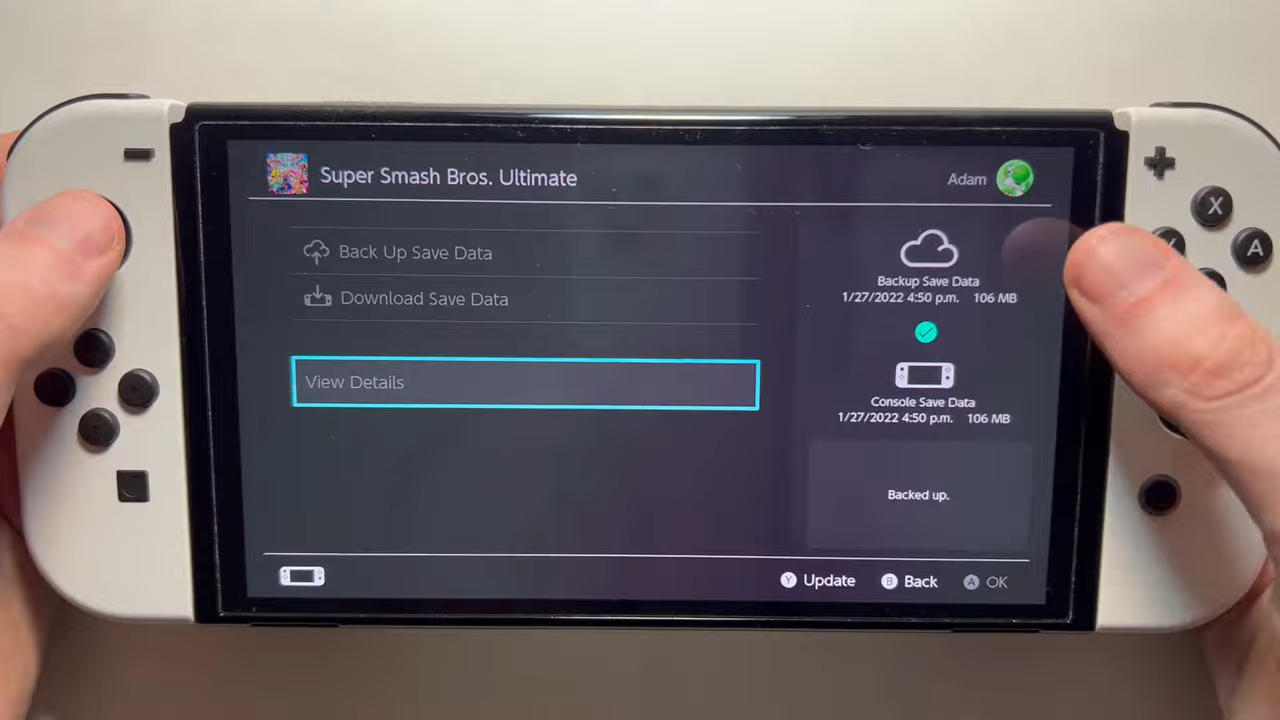 Super Smash Bros. Ultimate
Adam
Back Up Save Data
Download Save Data
View Details
Backup Save Data
1/27/2022 4:50 p.m. 106 MB
Console Save Data
1/27/2022 4:50 p.m. 106 MB
Backed up.
Y Update
B Back
A OK
X
A